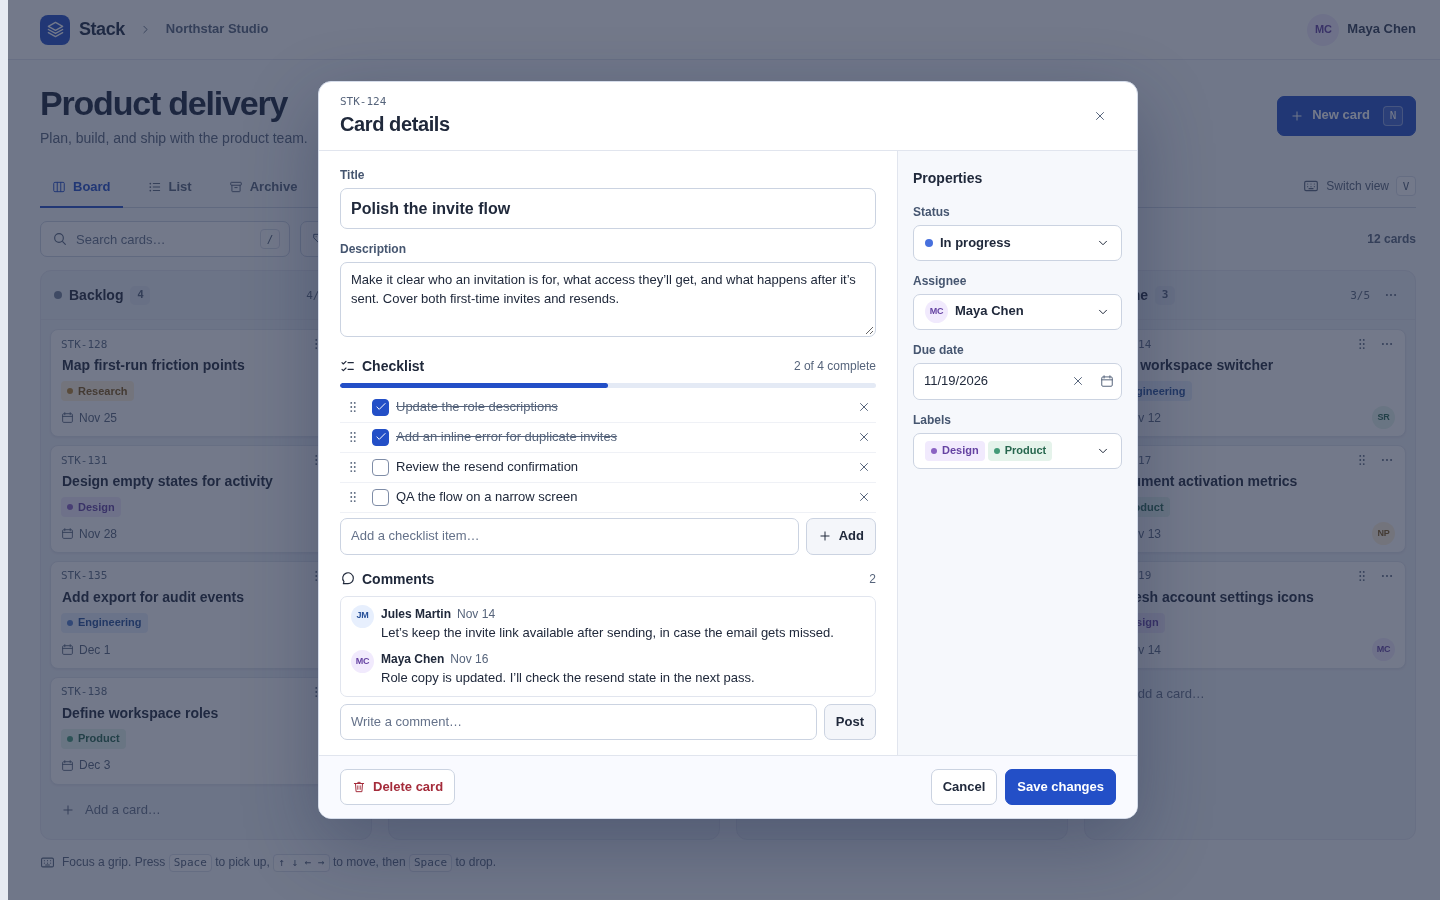 Stack
Northstar Studio
MC Maya Chen
Product delivery
Plan, build, and ship with the product team.
New card N
Board
List
Archive
Switch view V
Search cards… /
12 cards
Backlog 4
3
3/5
STK-128
Map first-run friction points
Research
Nov 25
STK-131
Design empty states for activity
Design
Nov 28
STK-135
Add export for audit events
Engineering
Dec 1
STK-138
Define workspace roles
Product
Dec 3
Add a card…
STK-124
Card details
Title
Polish the invite flow
Description
Make it clear who an invitation is for, what access they’ll get, and what happens after it’s
sent. Cover both first-time invites and resends.
Checklist
2 of 4 complete
Update the role descriptions
Add an inline error for duplicate invites
Review the resend confirmation
QA the flow on a narrow screen
Add a checklist item…
Add
Comments
2
JM Jules Martin Nov 14
Let’s keep the invite link available after sending, in case the email gets missed.
MC Maya Chen Nov 16
Role copy is updated. I’ll check the resend state in the next pass.
Write a comment…
Post
Properties
Status
In progress
Assignee
MC Maya Chen
Due date
11/19/2026
Labels
Design Product
Delete card
Cancel
Save changes
14
workspace switcher
12
SR
17
activation metrics
13
NP
19
account settings icons
14
MC
a card…
Focus a grip. Press Space to pick up, ↑ ↓ ← → to move, then Space to drop.